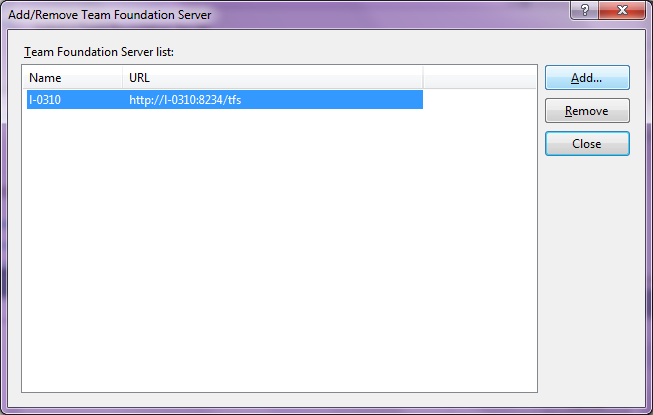 Add/Remove Team Foundation Server
?
Team Foundation Server list:
Name URL
I-0310 http://I-0310:8234/tfs
Add...
Remove
Close